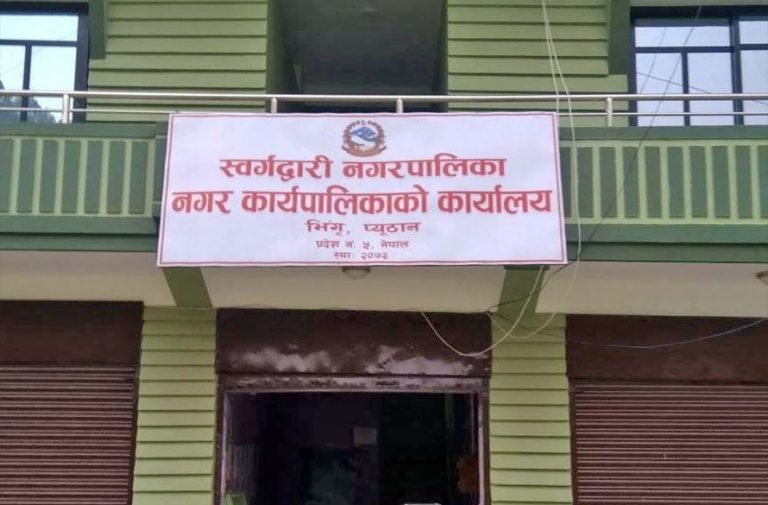 स्वर्गद्वारी नगरपालिका
नगर कार्यपालिकाको कार्यालय
भिंगृ, प्यूठान
प्रदेस नं. ५, नेपाल
स्था: २०७३